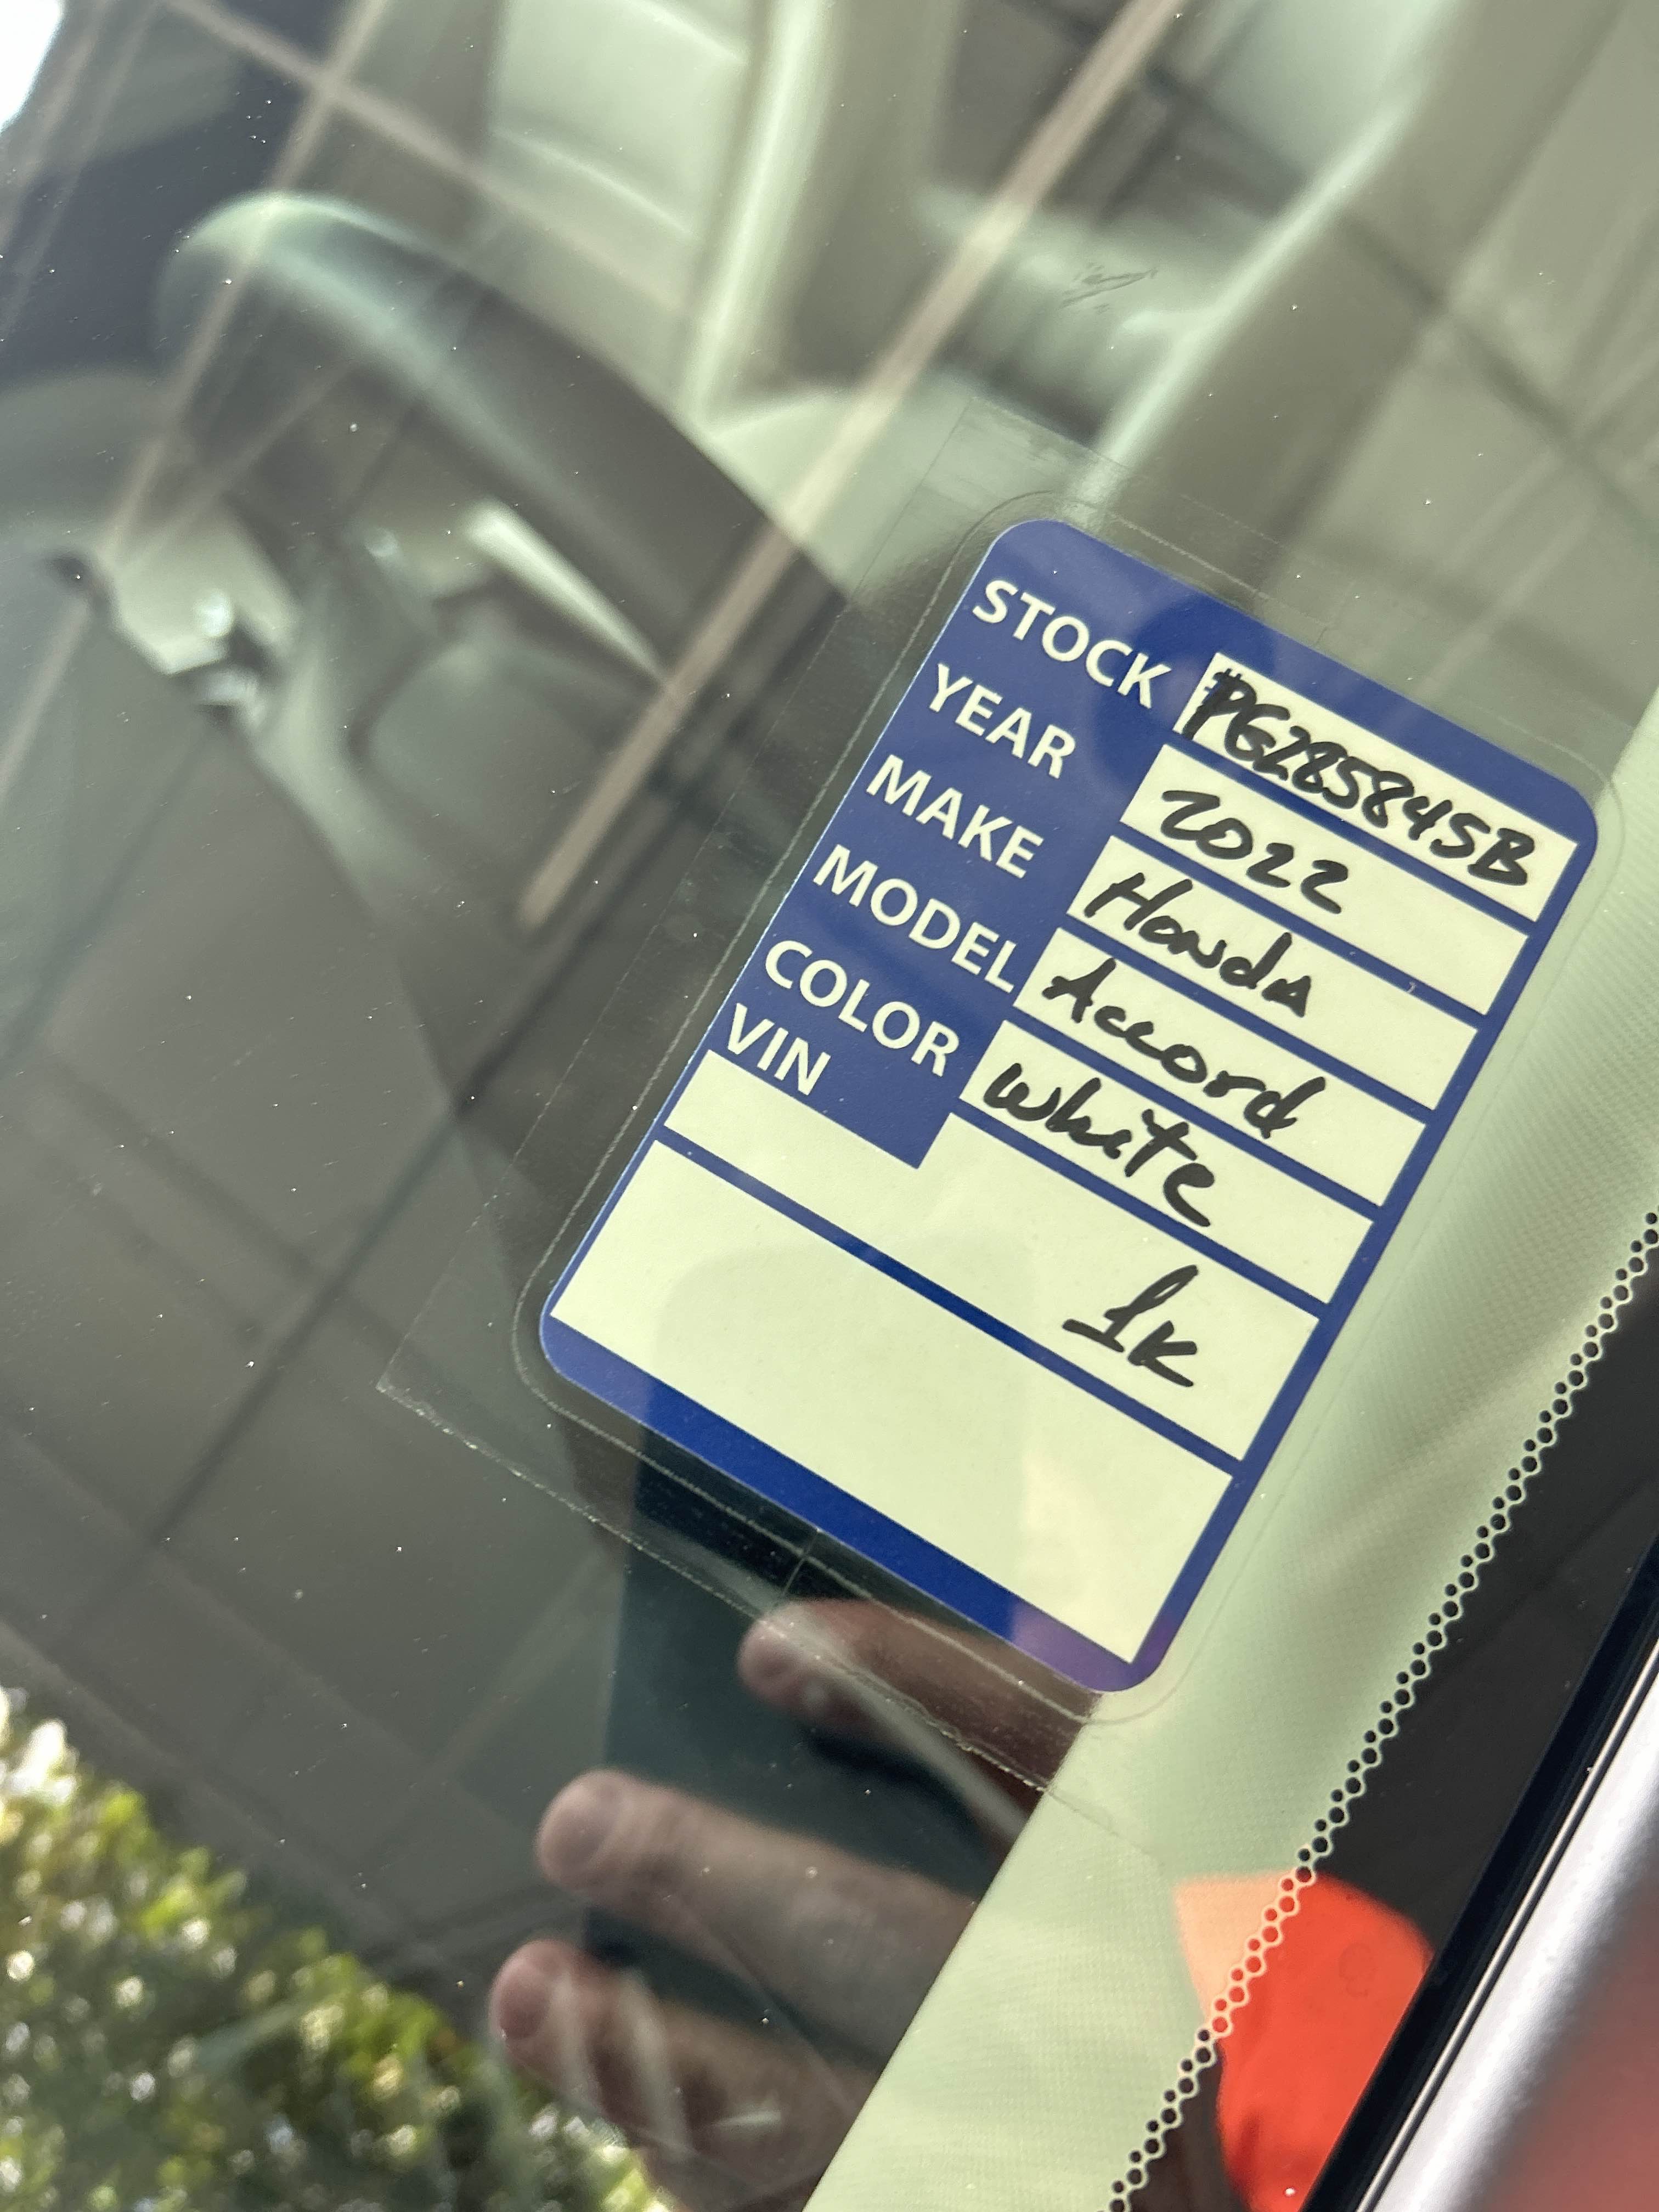 STOCK PG285845B
YEAR 2022
MAKE Honda
MODEL Accord
COLOR White
VIN
1K